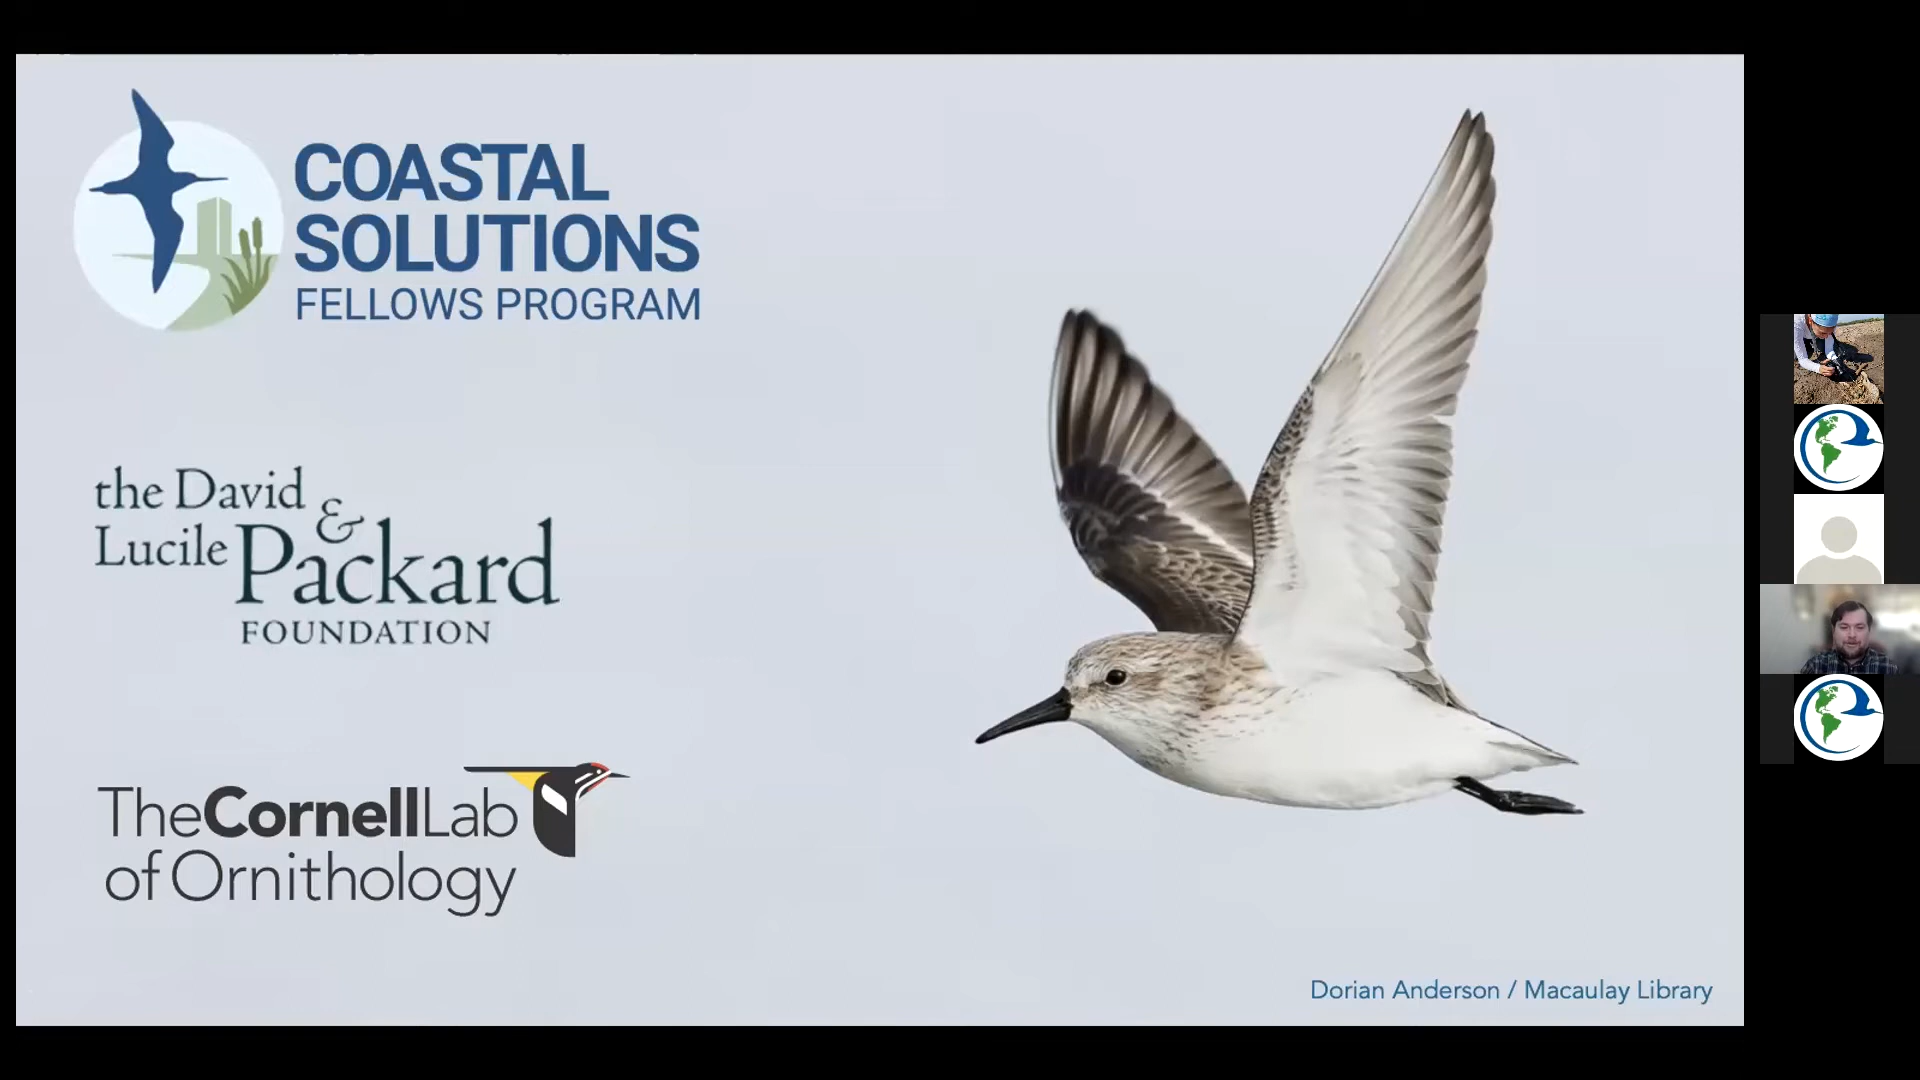 COASTAL
SOLUTIONS
FELLOWS PROGRAM
the David &
Lucile Packard
FOUNDATION
TheCornellLab
of Ornithology
Dorian Anderson / Macaulay Library